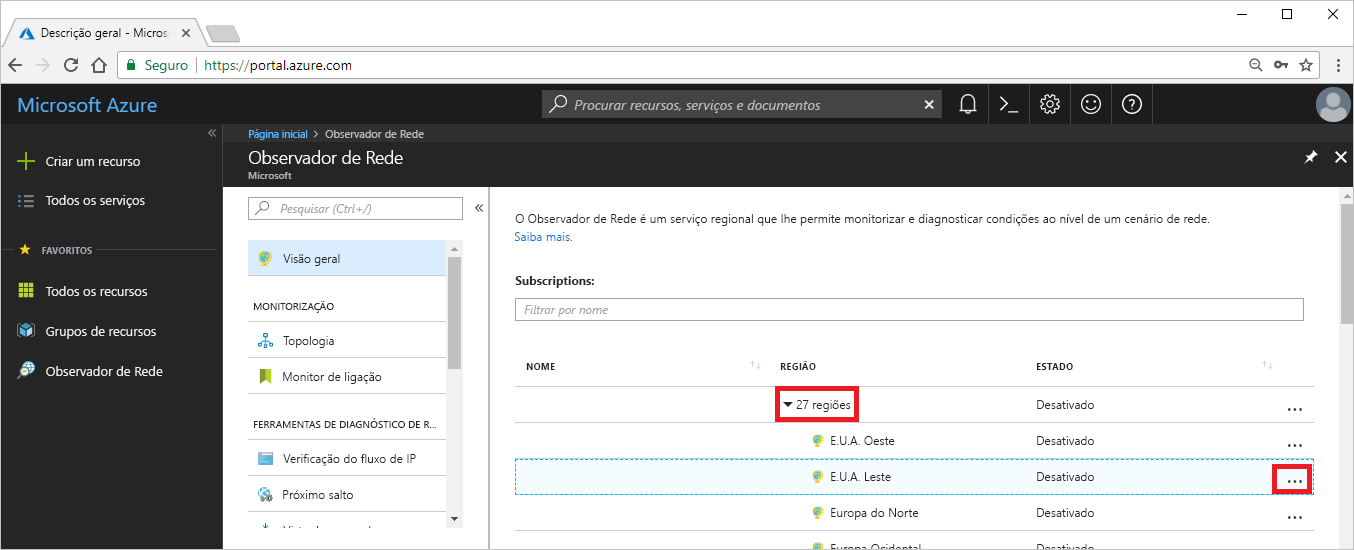 Descrição geral - Micros
Seguro
https://portal.azure.com
Microsoft Azure
Procurar recursos, serviços e documentos
Página inicial > Observador de Rede
Observador de Rede
Microsoft
Criar um recurso
Todos os serviços
FAVORITOS
Todos os recursos
Grupos de recursos
Observador de Rede
Pesquisar (Ctrl+/)
Visão geral
MONITORIZAÇÃO
Topologia
Monitor de ligação
FERRAMENTAS DE DIAGNÓSTICO DE R...
Verificação do fluxo de IP
Próximo salto
O Observador de Rede é um serviço regional que lhe permite monitorizar e diagnosticar condições ao nível de um cenário de rede.
Saiba mais.
Subscriptions:
Filtrar por nome
NOME REGIÃO ESTADO
27 regiões Desativado ...
E.U.A. Oeste Desativado ...
E.U.A. Leste Desativado ...
Europa do Norte Desativado ...
Europa Ocidental Desativado